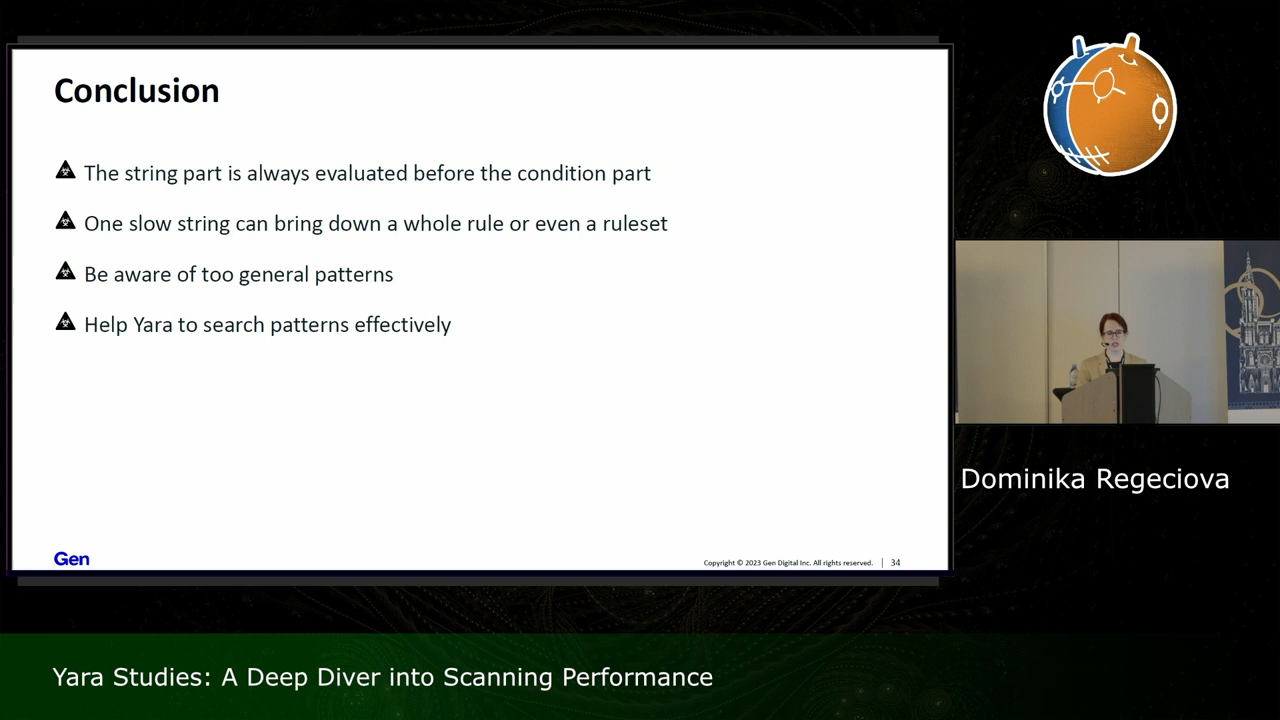 Conclusion
The string part is always evaluated before the condition part
One slow string can bring down a whole rule or even a ruleset
Be aware of too general patterns
Help Yara to search patterns effectively
Gen
Copyright © 2023 Gen Digital Inc. All rights reserved. | 34
Dominika Regeciova
Yara Studies: A Deep Diver into Scanning Performance